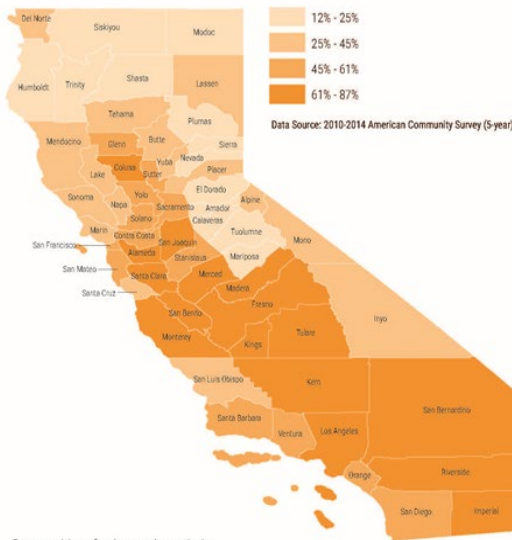 Del Norte
Siskiyou
Modoc
12% - 25%
25% - 45%
45% - 61%
61% - 87%
Data Source: 2010-2014 American Community Survey (5-year)
Humboldt
Trinity
Shasta
Lassen
Tehama
Plumas
Mendocino
Glenn
Butte
Sierra
Colusa
Yuba
Nevada
Lake
Sutter
Placer
Sonoma
Napa
Yolo
El Dorado
Alpine
Sacramento
Amador
Solano
Calaveras
Marin
Contra Costa
San Joaquin
Tuolumne
Mono
San Francisco
Alameda
Stanislaus
San Mateo
Santa Clara
Merced
Mariposa
Santa Cruz
Madera
Fresno
San Benito
Inyo
Monterey
Kings
Tulare
San Luis Obispo
Kern
San Bernardino
Santa Barbara
Ventura
Los Angeles
Orange
Riverside
San Diego
Imperial